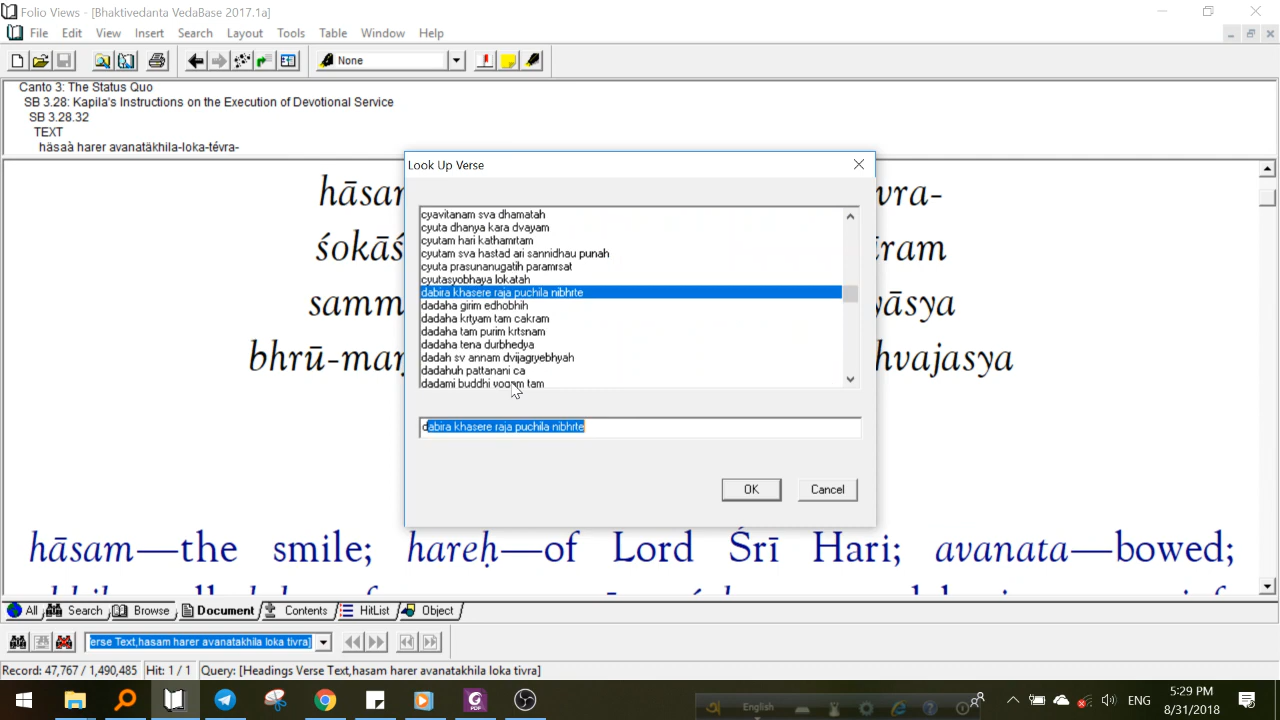 Folio Views - [Bhaktivedanta VedaBase 2017.1a]
File Edit View Insert Search Layout Tools Table Window Help
None
Canto 3: The Status Quo
SB 3.28: Kapila's Instructions on the Execution of Devotional Service
SB 3.28.32
TEXT
häsaà harer avanatäkhila-loka-tévra-
Look Up Verse
hāsa
vra-
śokāś
ram
samm
yāsya
bhrū-maṇ
hvajasya
cyavitanam sva dhamatah
cyuta dhanya kara dvayam
cyutam hari kathamrtam
cyutam sva hastad ari sannidhau punah
cyuta prasunanugatih paramrsat
cyutasyobhaya lokatah
dabira khasere raja puchila nibhrte
dadaha girim edhobhih
dadaha krtyam tam cakram
dadaha tam purim krtsnam
dadaha tena durbhedya
dadah sv annam dvijagryebhyah
dadahuh pattanani ca
dadami buddhi yogam tam
dabira khasere raja puchila nibhrte
OK Cancel
hāsam—the smile; hareḥ—of Lord Śrī Hari; avanata—bowed;
All Search Browse Document Contents HitList Object
erse Text,hasam harer avanatakhila loka tivra]
Record: 47,767 / 1,490,485 Hit: 1 / 1 Query: [Headings Verse Text,hasam harer avanatakhila loka tivra]
English
ENG
5:29 PM
8/31/2018